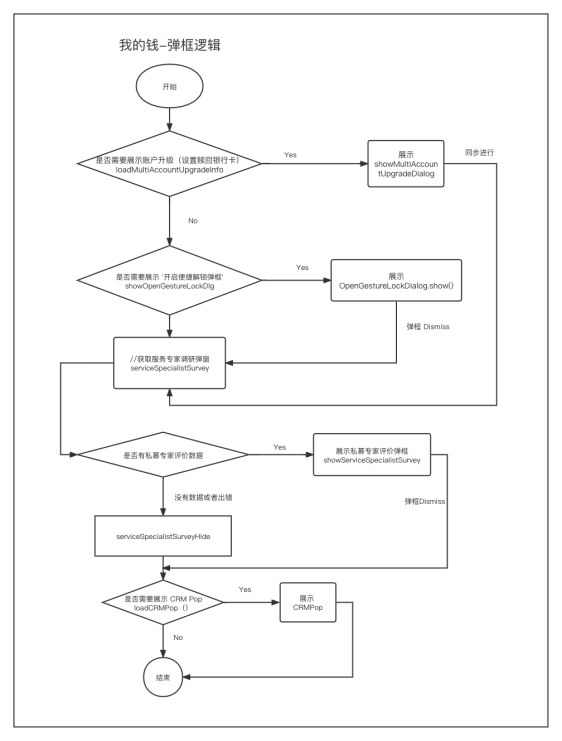 我的钱-弹框逻辑
开始
是否需要展示账户升级（设置赎回银行卡）
loadMultiAccountUpgradeInfo
Yes
展示
showMultiAccoun
tUpgradeDialog
同步进行
No
是否需要展示 '开启便捷解锁弹框'
showOpenGestureLockDlg
Yes
展示
OpenGestureLockDialog.show()
弹框 Dismiss
//获取服务专家调研弹窗
serviceSpecialistSurvey
是否有私募专家评价数据
Yes
展示私募专家评价弹框
showServiceSpecialistSurvey
没有数据或者出错
弹框Dismiss
serviceSpecialistSurveyHide
是否需要展示 CRM Pop
loadCRMPop（）
Yes
展示
CRMPop
No
结束